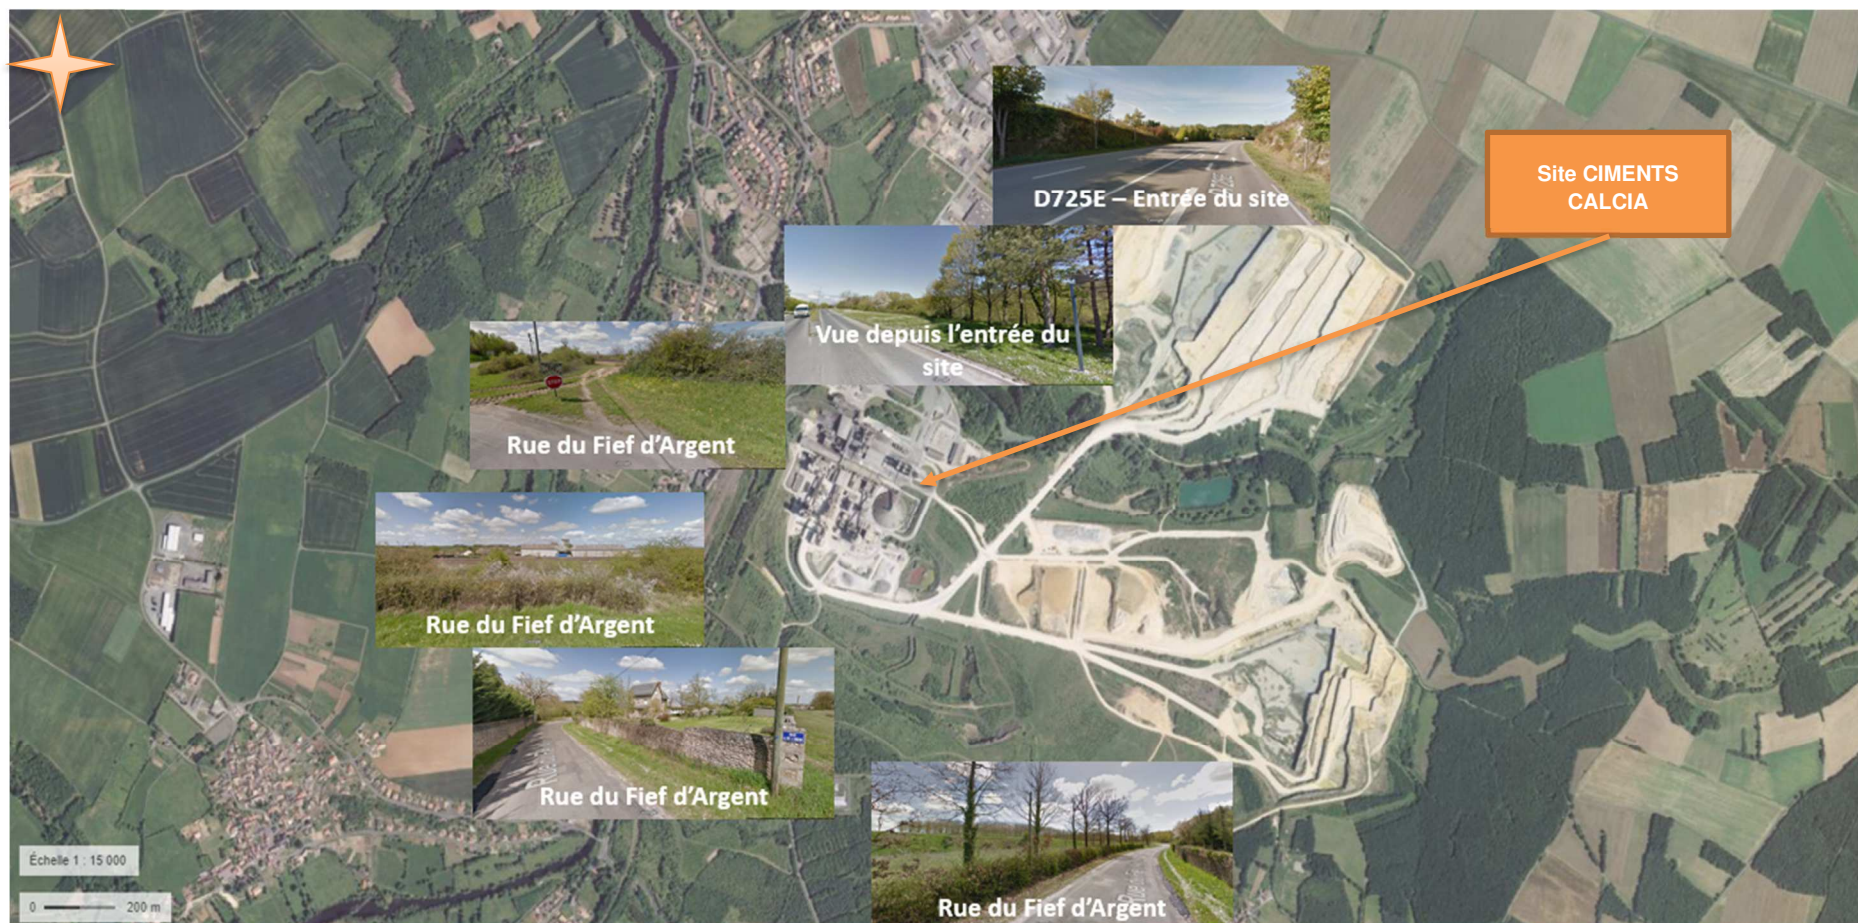 D725E – Entrée du site
Site CIMENTS
CALCIA
Vue depuis l'entrée du
site
Rue du Fief d'Argent
STOP
Rue du Fief d'Argent
Rue du Fief d'Argent
Rue du Fief d'Argent
Échelle 1 : 15 000
0 200 m